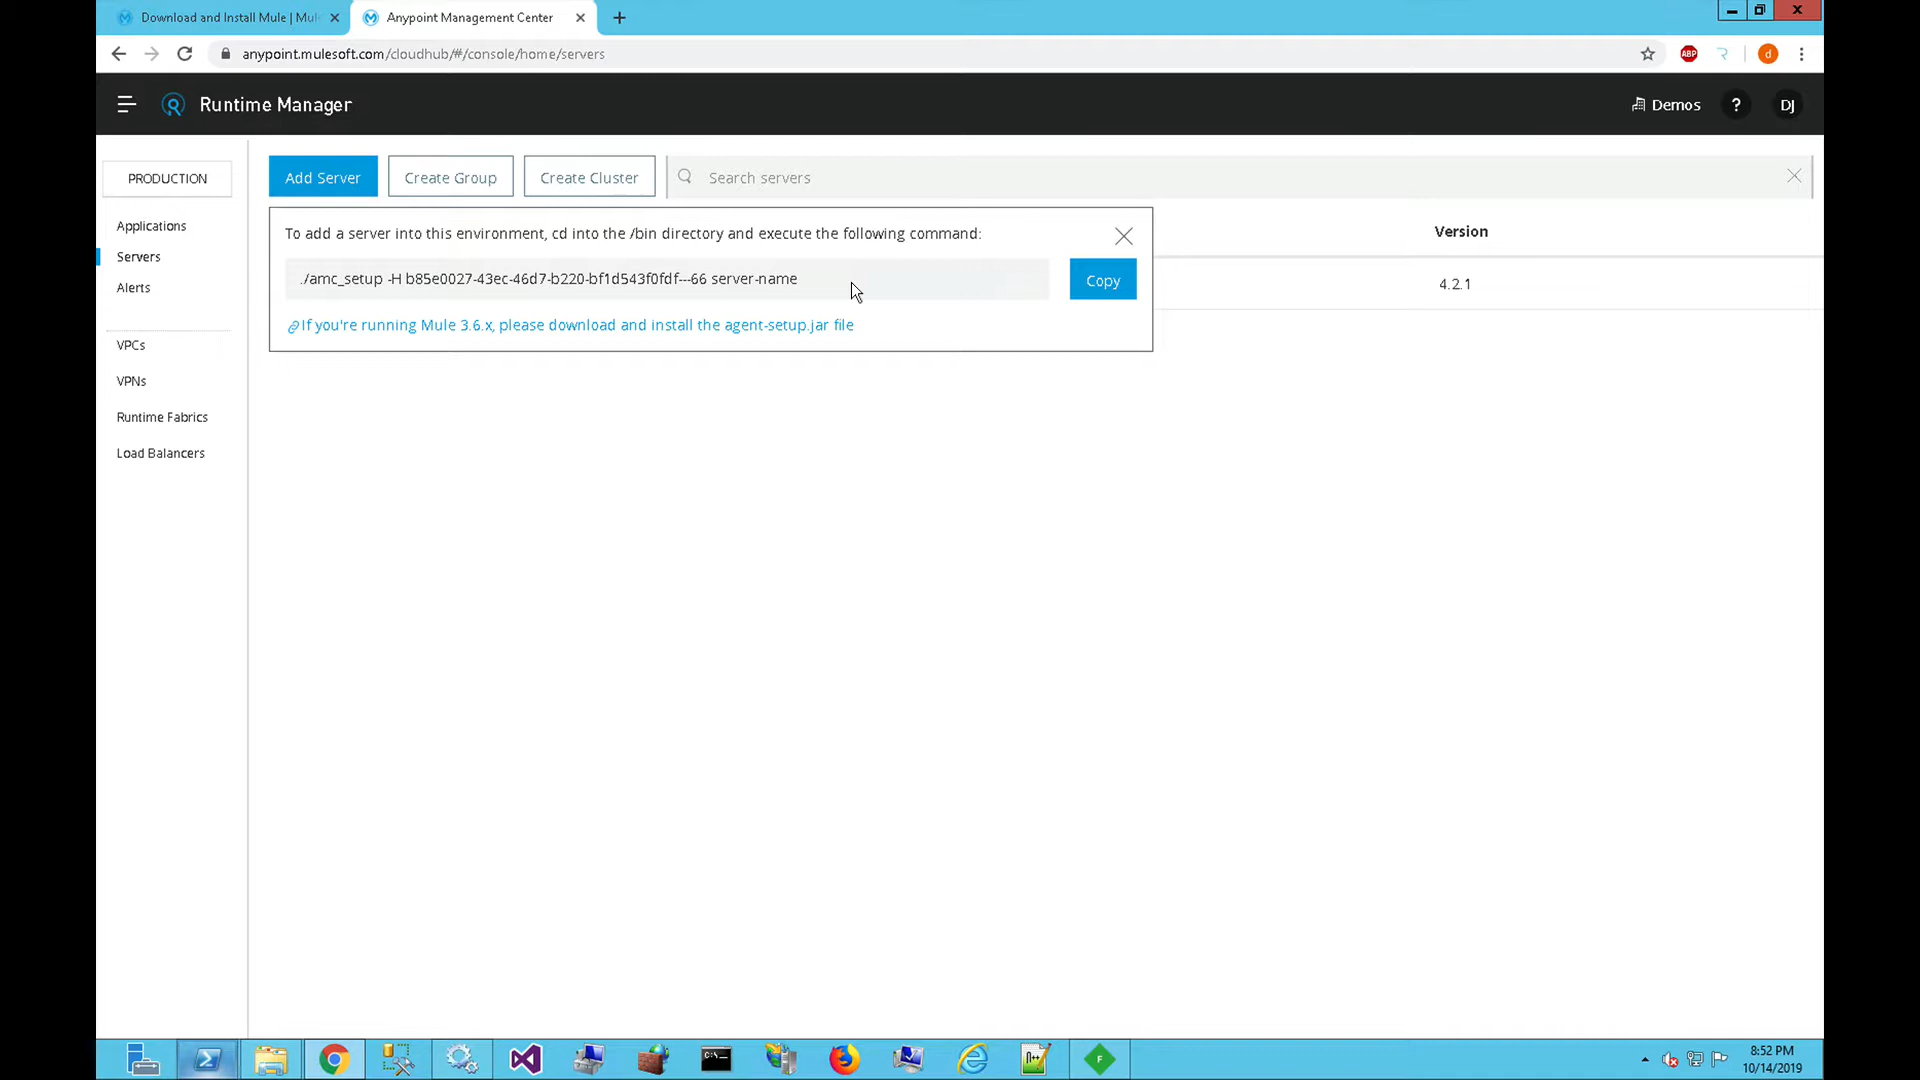 Download and Install Mule | Mul
Anypoint Management Center
anypoint.mulesoft.com/cloudhub/#/console/home/servers
ABP
d
Runtime Manager
Demos
?
DJ
PRODUCTION
Applications
Servers
Alerts
VPCs
VPNs
Runtime Fabrics
Load Balancers
Add Server
Create Group
Create Cluster
Search servers
To add a server into this environment, cd into the /bin directory and execute the following command:
./amc_setup -H b85e0027-43ec-46d7-b220-bf1d543f0fdf---66 server-name
Copy
If you're running Mule 3.6.x, please download and install the agent-setup.jar file
Version
4.2.1
8:52 PM
10/14/2019